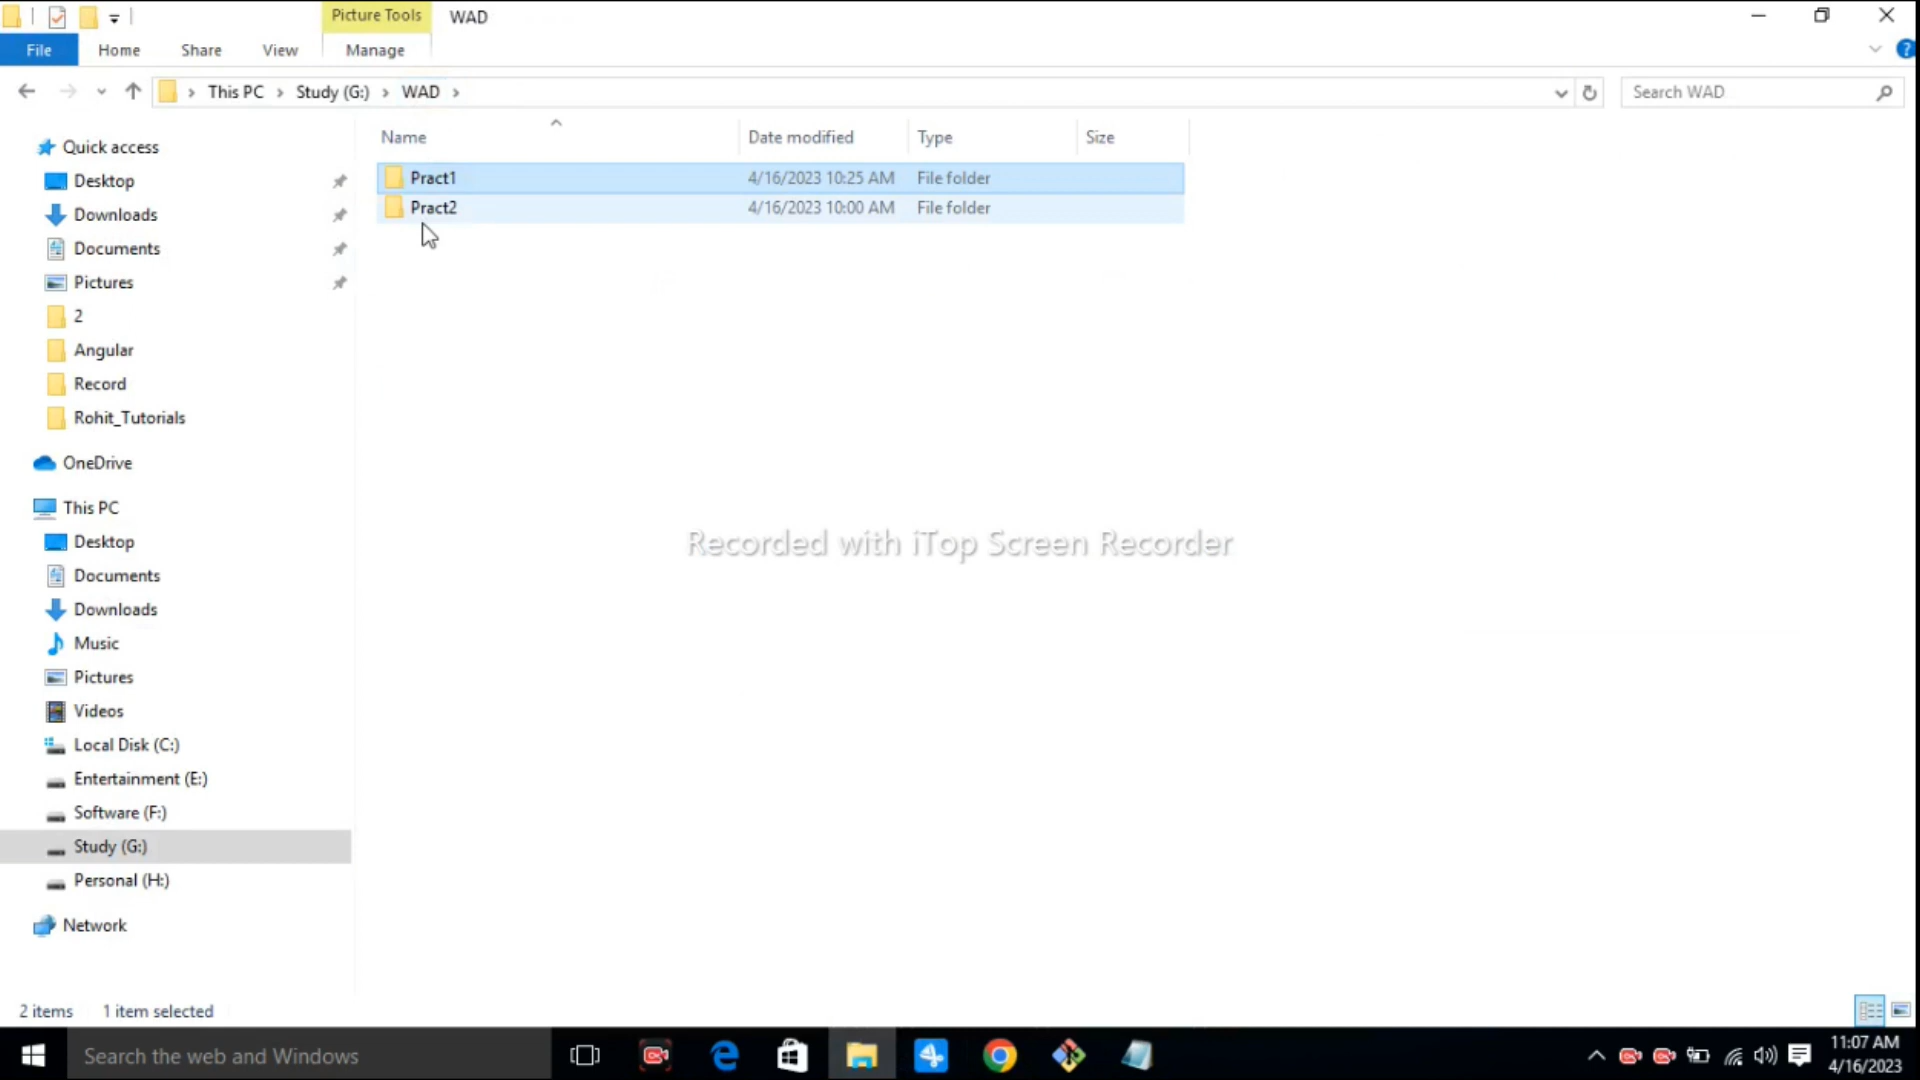 Picture Tools
WAD
File
Home
Share
View
Manage
This PC
Study (G:)
WAD
Search WAD
Name
Date modified
Type
Size
Pract1
4/16/2023 10:25 AM
File folder
Pract2
4/16/2023 10:00 AM
File folder
Quick access
Desktop
Downloads
Documents
Pictures
2
Angular
Record
Rohit_Tutorials
OneDrive
This PC
Desktop
Documents
Downloads
Music
Pictures
Videos
Local Disk (C:)
Entertainment (E:)
Software (F:)
Study (G:)
Personal (H:)
Network
Recorded with iTop Screen Recorder
2 items
1 item selected
Search the web and Windows
11:07 AM
4/16/2023